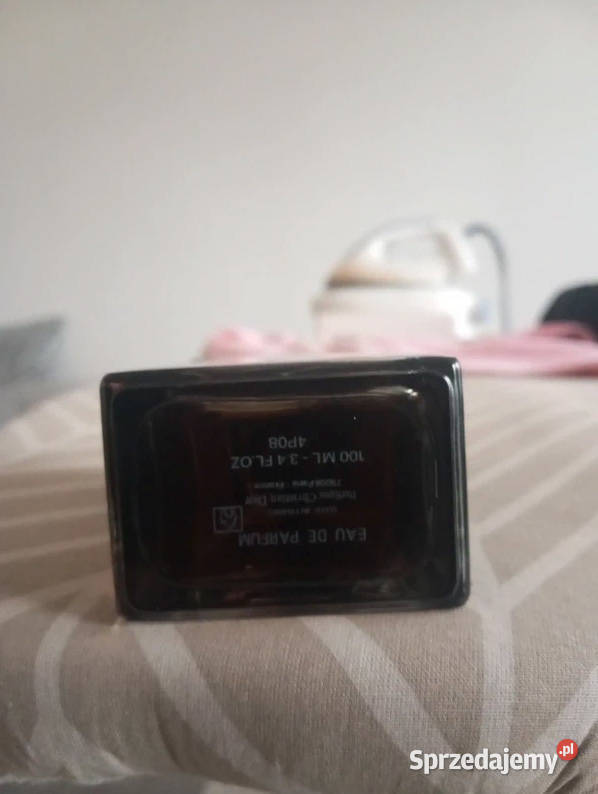 EAU DE PARFUM
Parfums Christian Dior
75008 Paris - France
100 ML - 3.4 FL.OZ
4P08
Sprzedajemy.pl